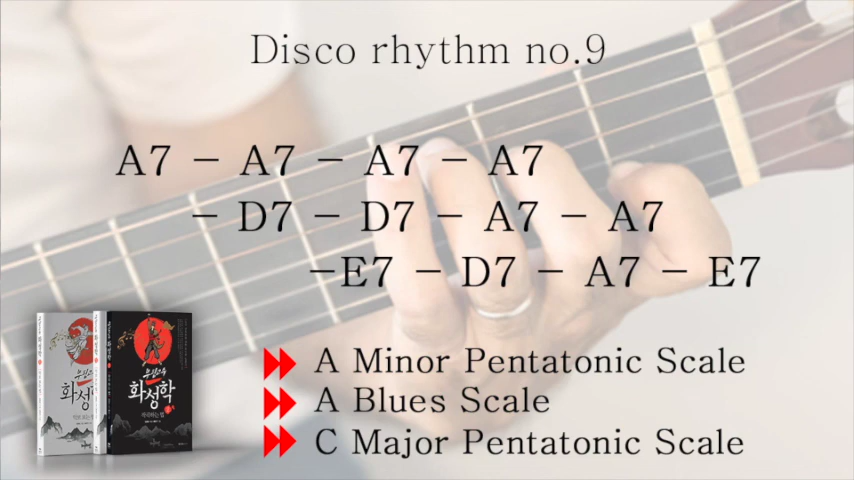 Disco rhythm no.9
A7 - A7 - A7 - A7
- D7 - D7 - A7 - A7
-E7 - D7 - A7 - E7
A Minor Pentatonic Scale
A Blues Scale
C Major Pentatonic Scale
화성학
화성학